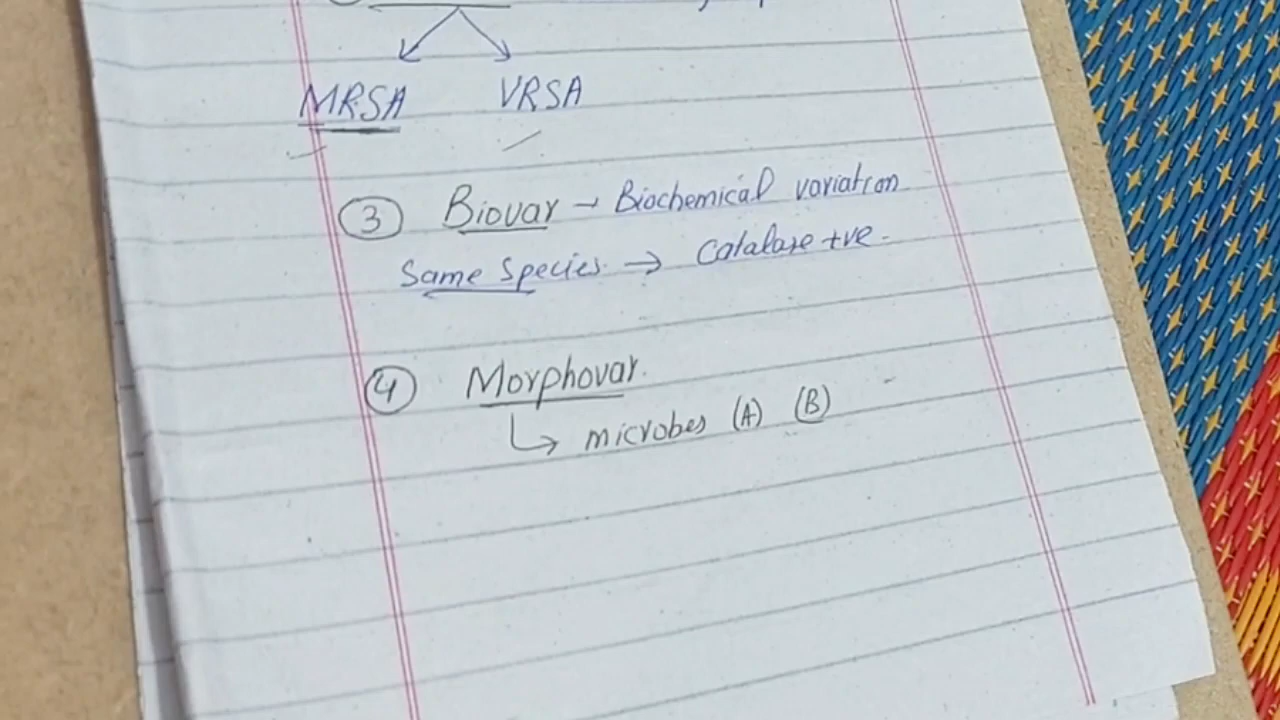 MRSA VRSA
③ Biovar → Biochemical variation
Same species. → Catalase +ve.
④ Morphovar.
↳ microbes (A) (B)